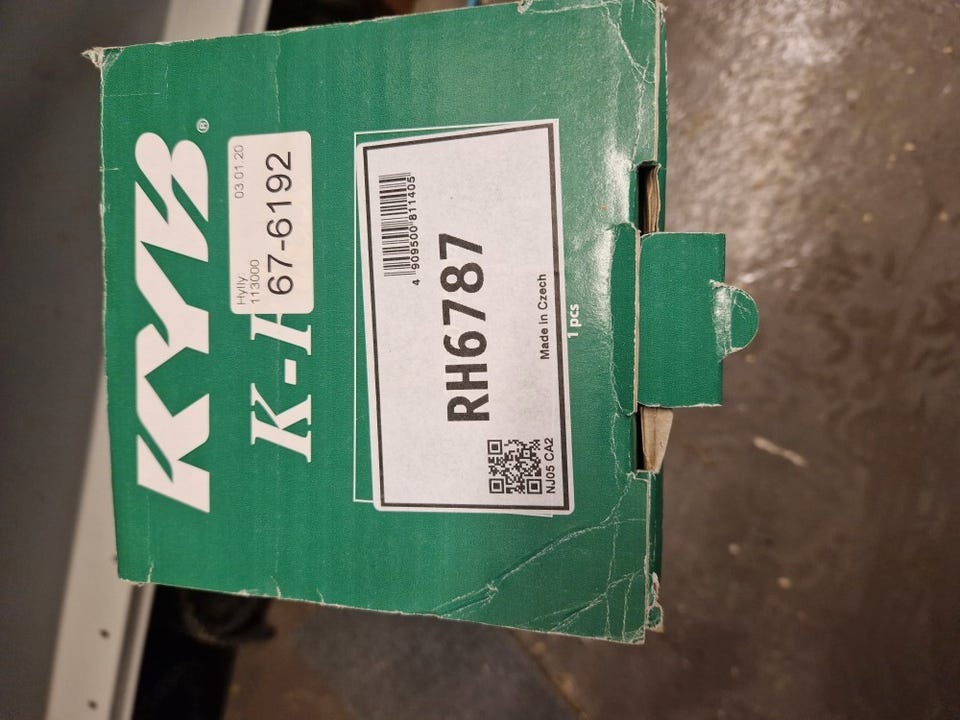 KYB®
Hylly 03.01.20
113000
67-6192
K-F
4 909500 811405
RH6787
Made in Czech
NJ05 CA2
1 pcs